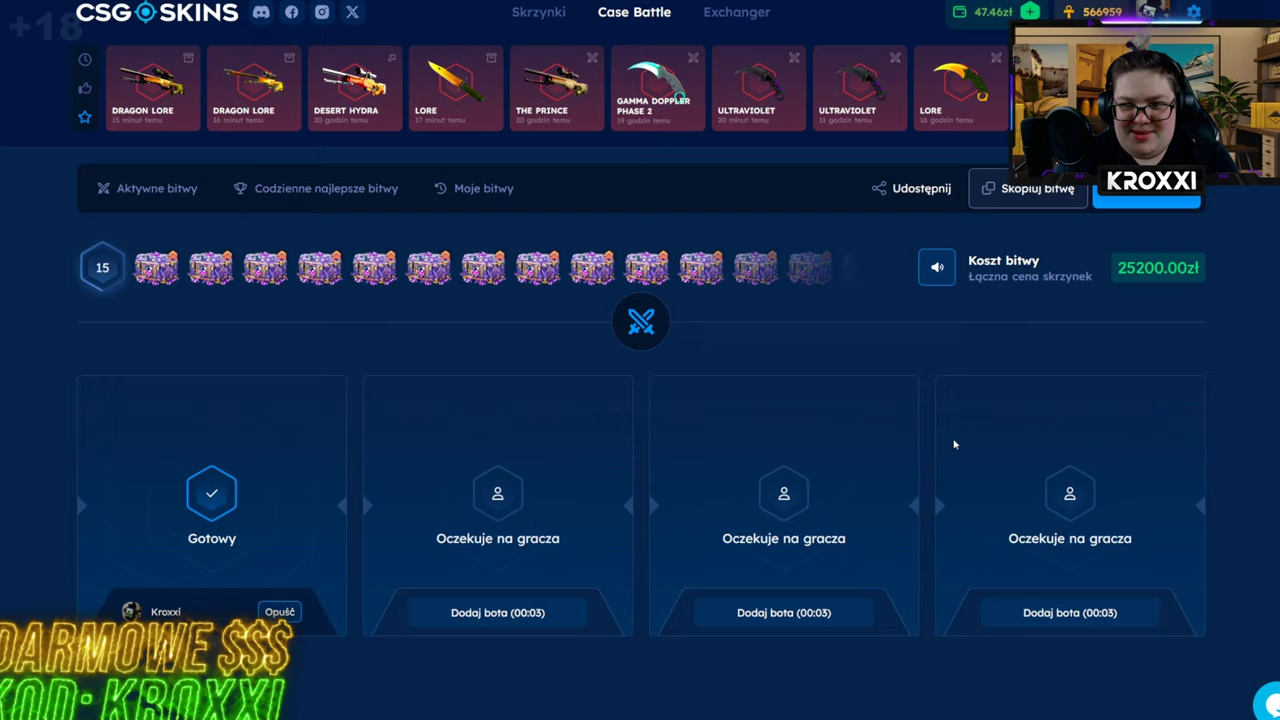 +18
CSG SKINS
Skrzynki
Case Battle
Exchanger
47.46zł
566959
DRAGON LORE
15 minut temu
DRAGON LORE
16 minut temu
DESERT HYDRA
20 godzin temu
LORE
17 minut temu
THE PRINCE
20 godzin temu
GAMMA DOPPLER
PHASE 2
19 godzin temu
ULTRAVIOLET
20 minut temu
ULTRAVIOLET
11 godzin temu
LORE
16 godzin temu
KROXXI
Aktywne bitwy
Codzienne najlepsze bitwy
Moje bitwy
Udostępnij
Skopiuj bitwę
15
Koszt bitwy
Łączna cena skrzynek
25200.00zł
Gotowy
Oczekuje na gracza
Oczekuje na gracza
Oczekuje na gracza
Kroxxi
Opuść
Dodaj bota (00:03)
Dodaj bota (00:03)
Dodaj bota (00:03)
DARMOWE $$$
KOD: KROXXI